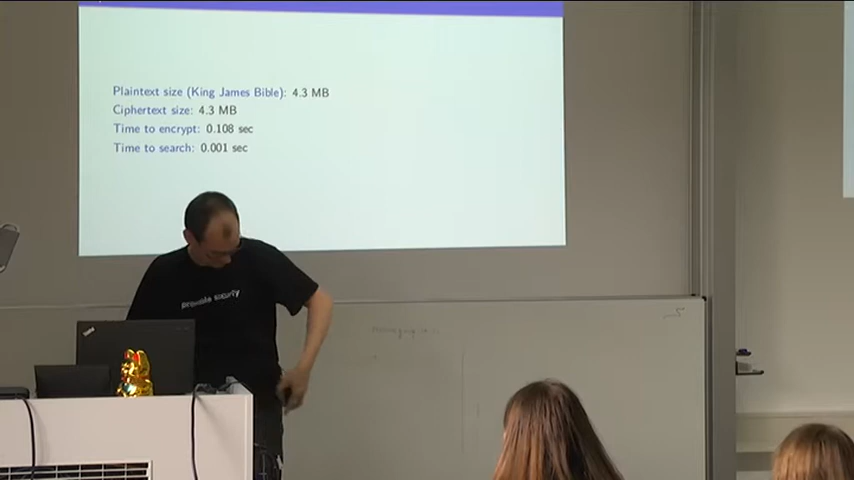 Plaintext size (King James Bible): 4.3 MB
Ciphertext size: 4.3 MB
Time to encrypt: 0.108 sec
Time to search: 0.001 sec
provable security
ThinkPad